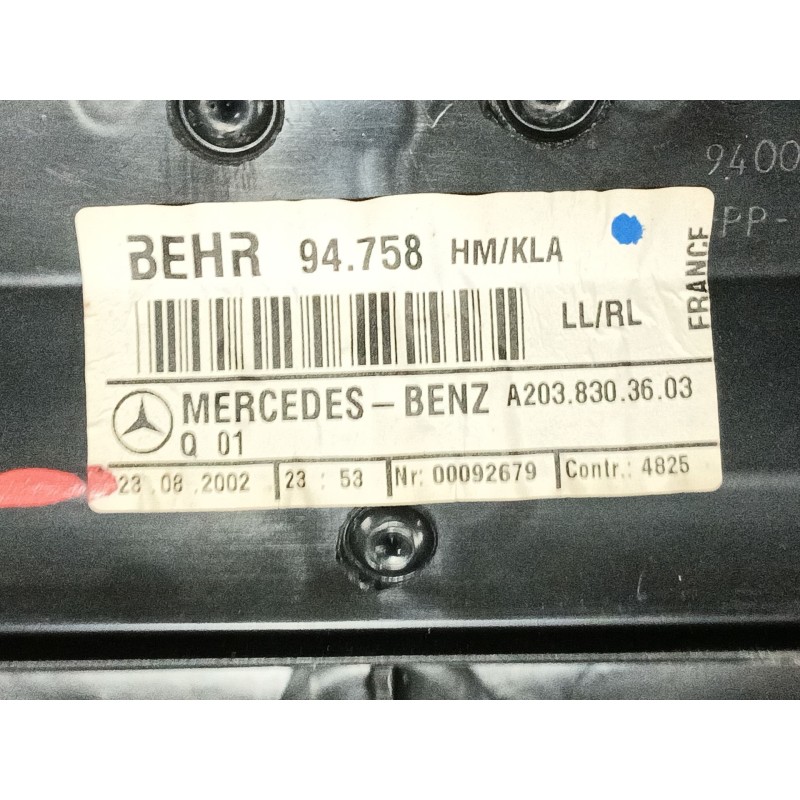 9400
PP-
BEHR 94.758 HM/KLA
LL/RL
FRANCE
MERCEDES-BENZ A203.830.36.03
Q 01
23.08.2002 23:53 Nr: 00092679 Contr.: 4825